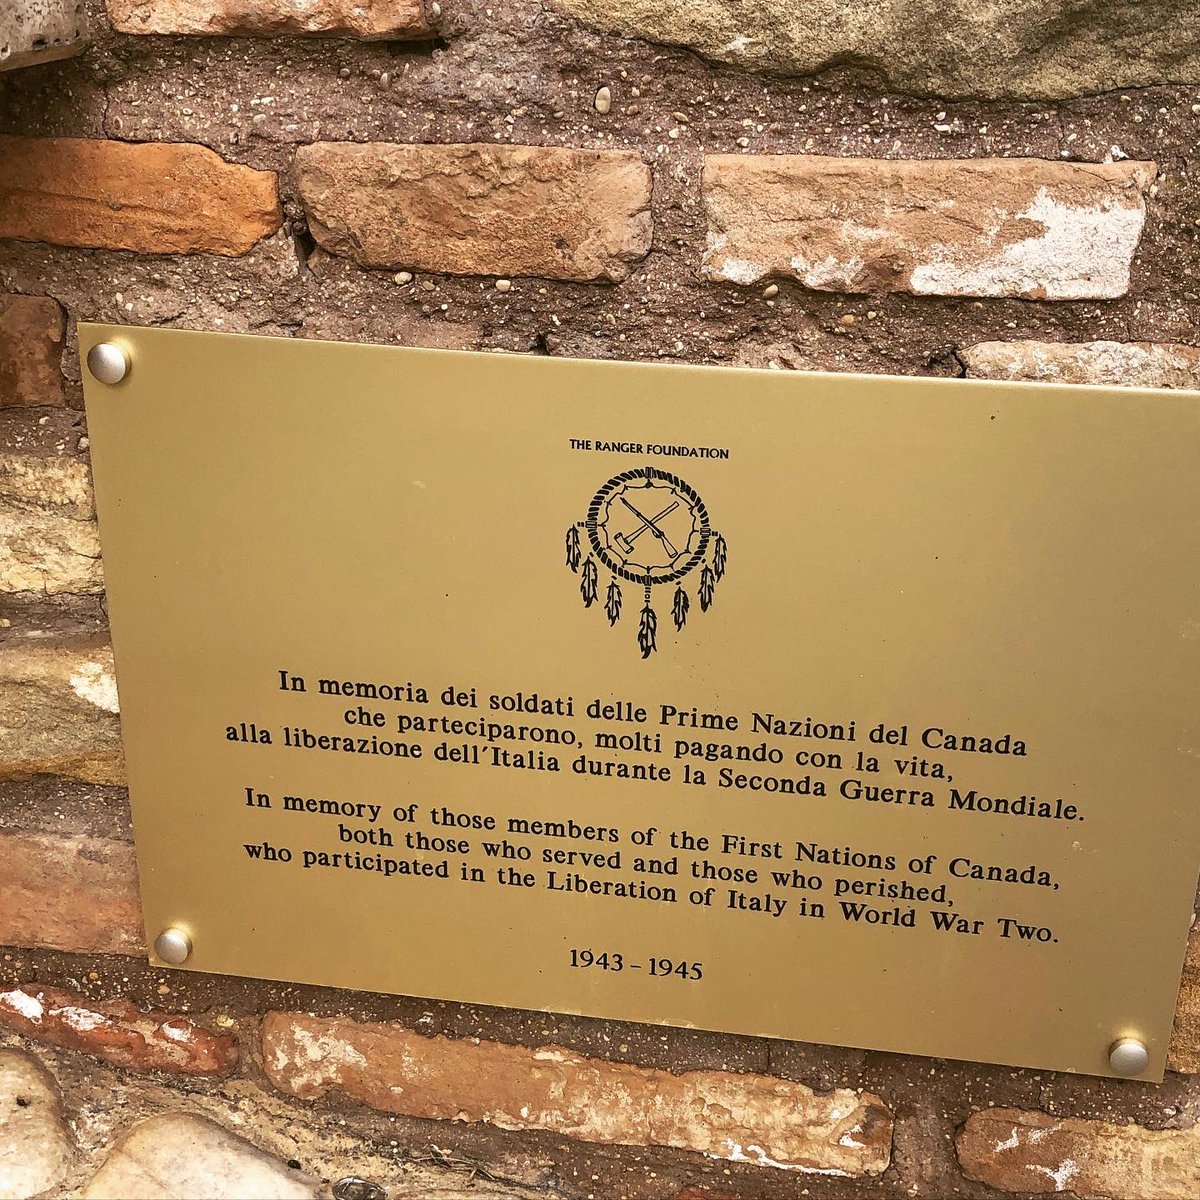 THE RANGER FOUNDATION
In memoria dei soldati delle Prime Nazioni del Canada
che parteciparono, molti pagando con la vita,
alla liberazione dell'Italia durante la Seconda Guerra Mondiale.
In memory of those members of the First Nations of Canada,
both those who served and those who perished,
who participated in the Liberation of Italy in World War Two.
1943 – 1945